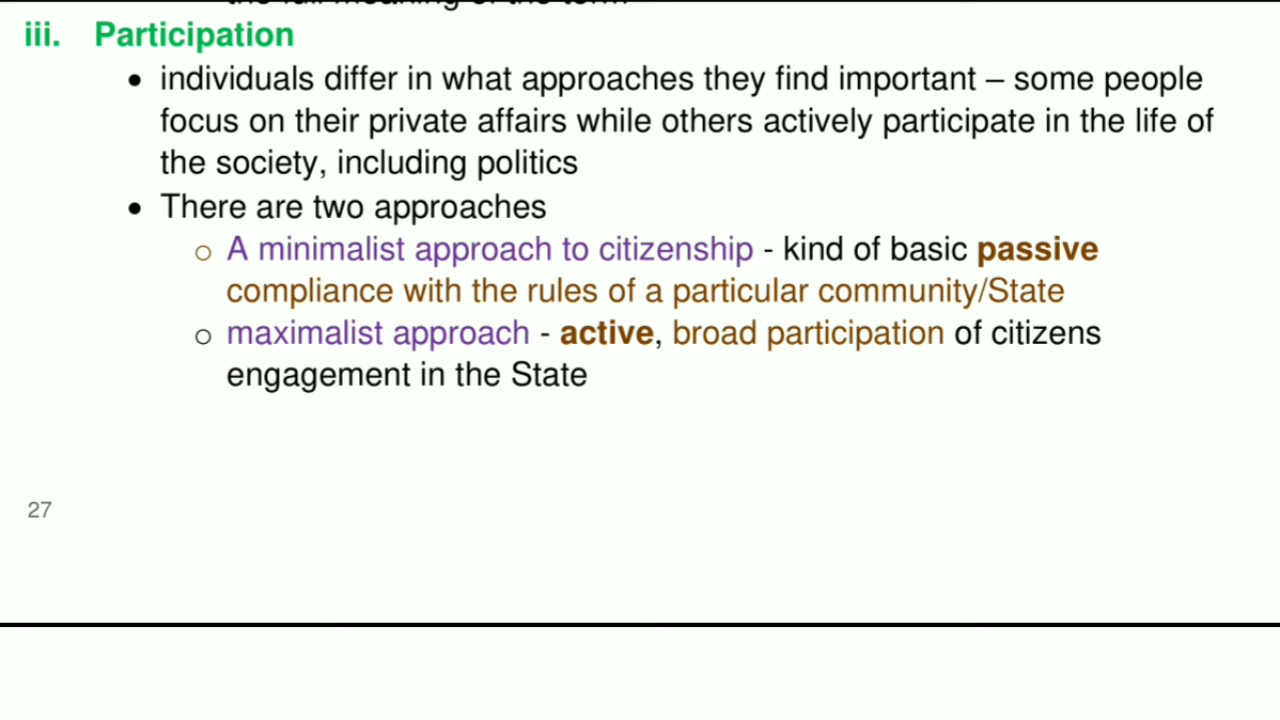 iii. Participation
• individuals differ in what approaches they find important – some people
focus on their private affairs while others actively participate in the life of
the society, including politics
• There are two approaches
○ A minimalist approach to citizenship - kind of basic passive
compliance with the rules of a particular community/State
○ maximalist approach - active, broad participation of citizens
engagement in the State
27